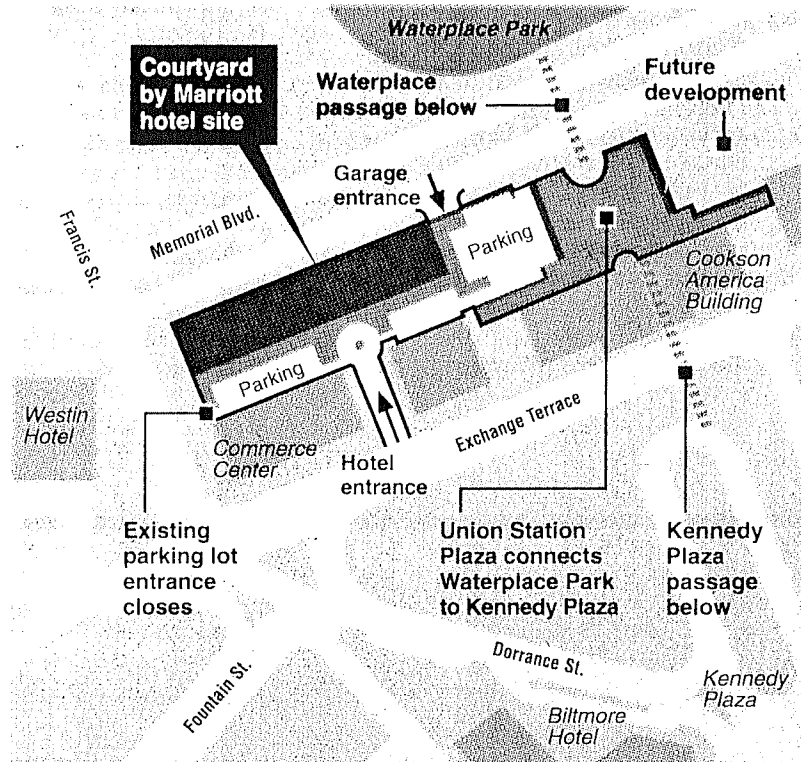 Waterplace Park
Courtyard
by Marriott
hotel site
Waterplace
passage below
Future
development
Garage
entrance
Francis St.
Memorial Blvd.
Parking
Cookson
America
Building
Parking
Westin
Hotel
Commerce
Center
Hotel
entrance
Exchange Terrace
Existing
parking lot
entrance
closes
Union Station
Plaza connects
Waterplace Park
to Kennedy Plaza
Kennedy
Plaza
passage
below
Fountain St.
Dorrance St.
Kennedy
Plaza
Biltmore
Hotel